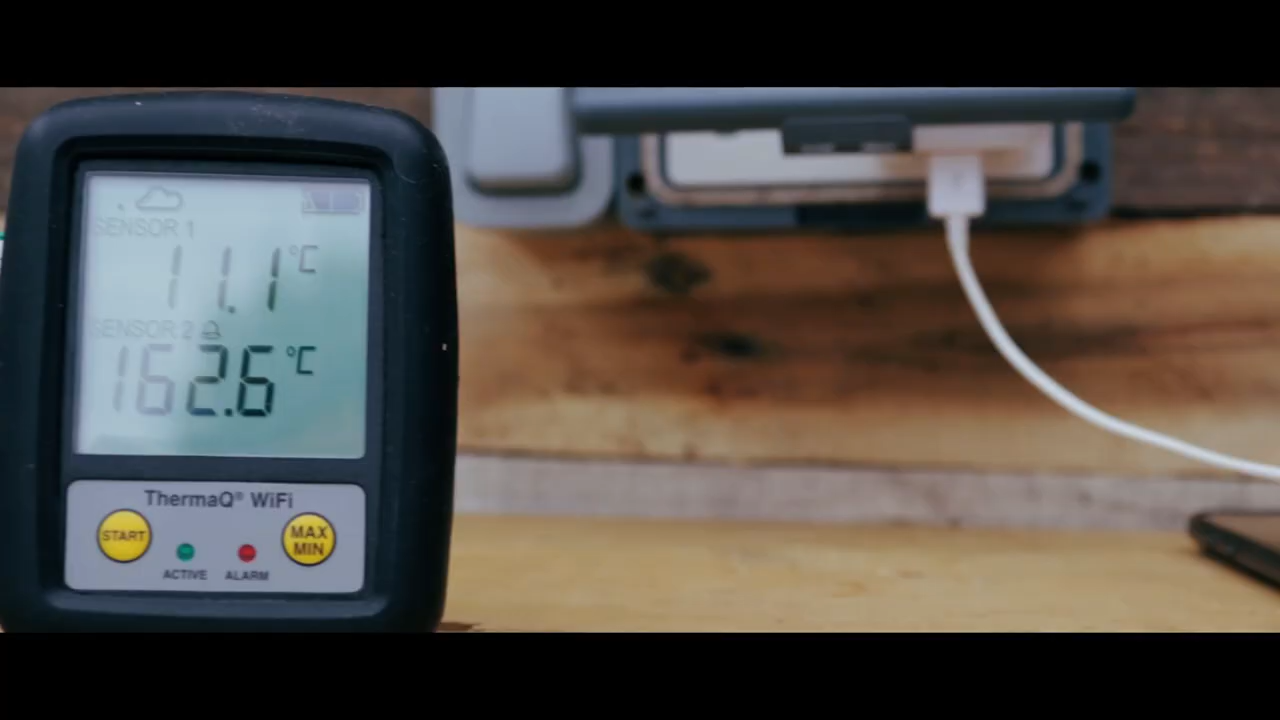 SENSOR 1
11.1 °C
SENSOR 2
162.6 °C
ThermaQ® WiFi
START
MAX
MIN
ACTIVE ALARM